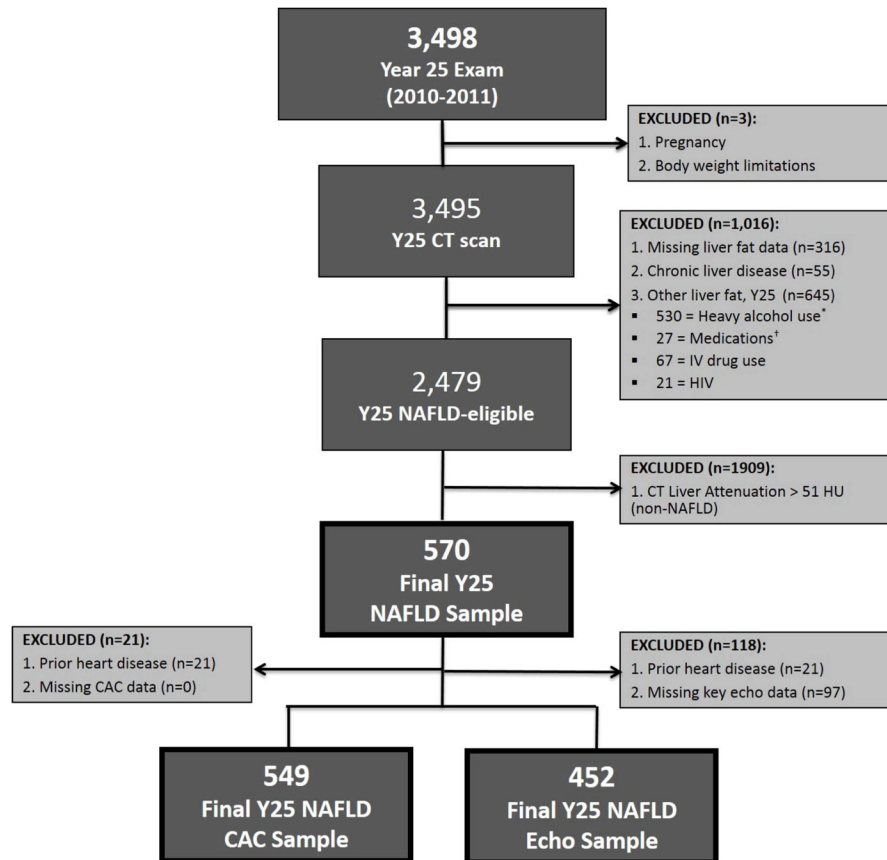 3,498
Year 25 Exam
(2010-2011)
EXCLUDED (n=3):
1. Pregnancy
2. Body weight limitations
3,495
Y25 CT scan
EXCLUDED (n=1,016):
1. Missing liver fat data (n=316)
2. Chronic liver disease (n=55)
3. Other liver fat, Y25 (n=645)
▪ 530 = Heavy alcohol use*
▪ 27 = Medications†
▪ 67 = IV drug use
▪ 21 = HIV
2,479
Y25 NAFLD-eligible
EXCLUDED (n=1909):
1. CT Liver Attenuation > 51 HU
(non-NAFLD)
570
Final Y25
NAFLD Sample
EXCLUDED (n=21):
1. Prior heart disease (n=21)
2. Missing CAC data (n=0)
EXCLUDED (n=118):
1. Prior heart disease (n=21)
2. Missing key echo data (n=97)
549
Final Y25 NAFLD
CAC Sample
452
Final Y25 NAFLD
Echo Sample